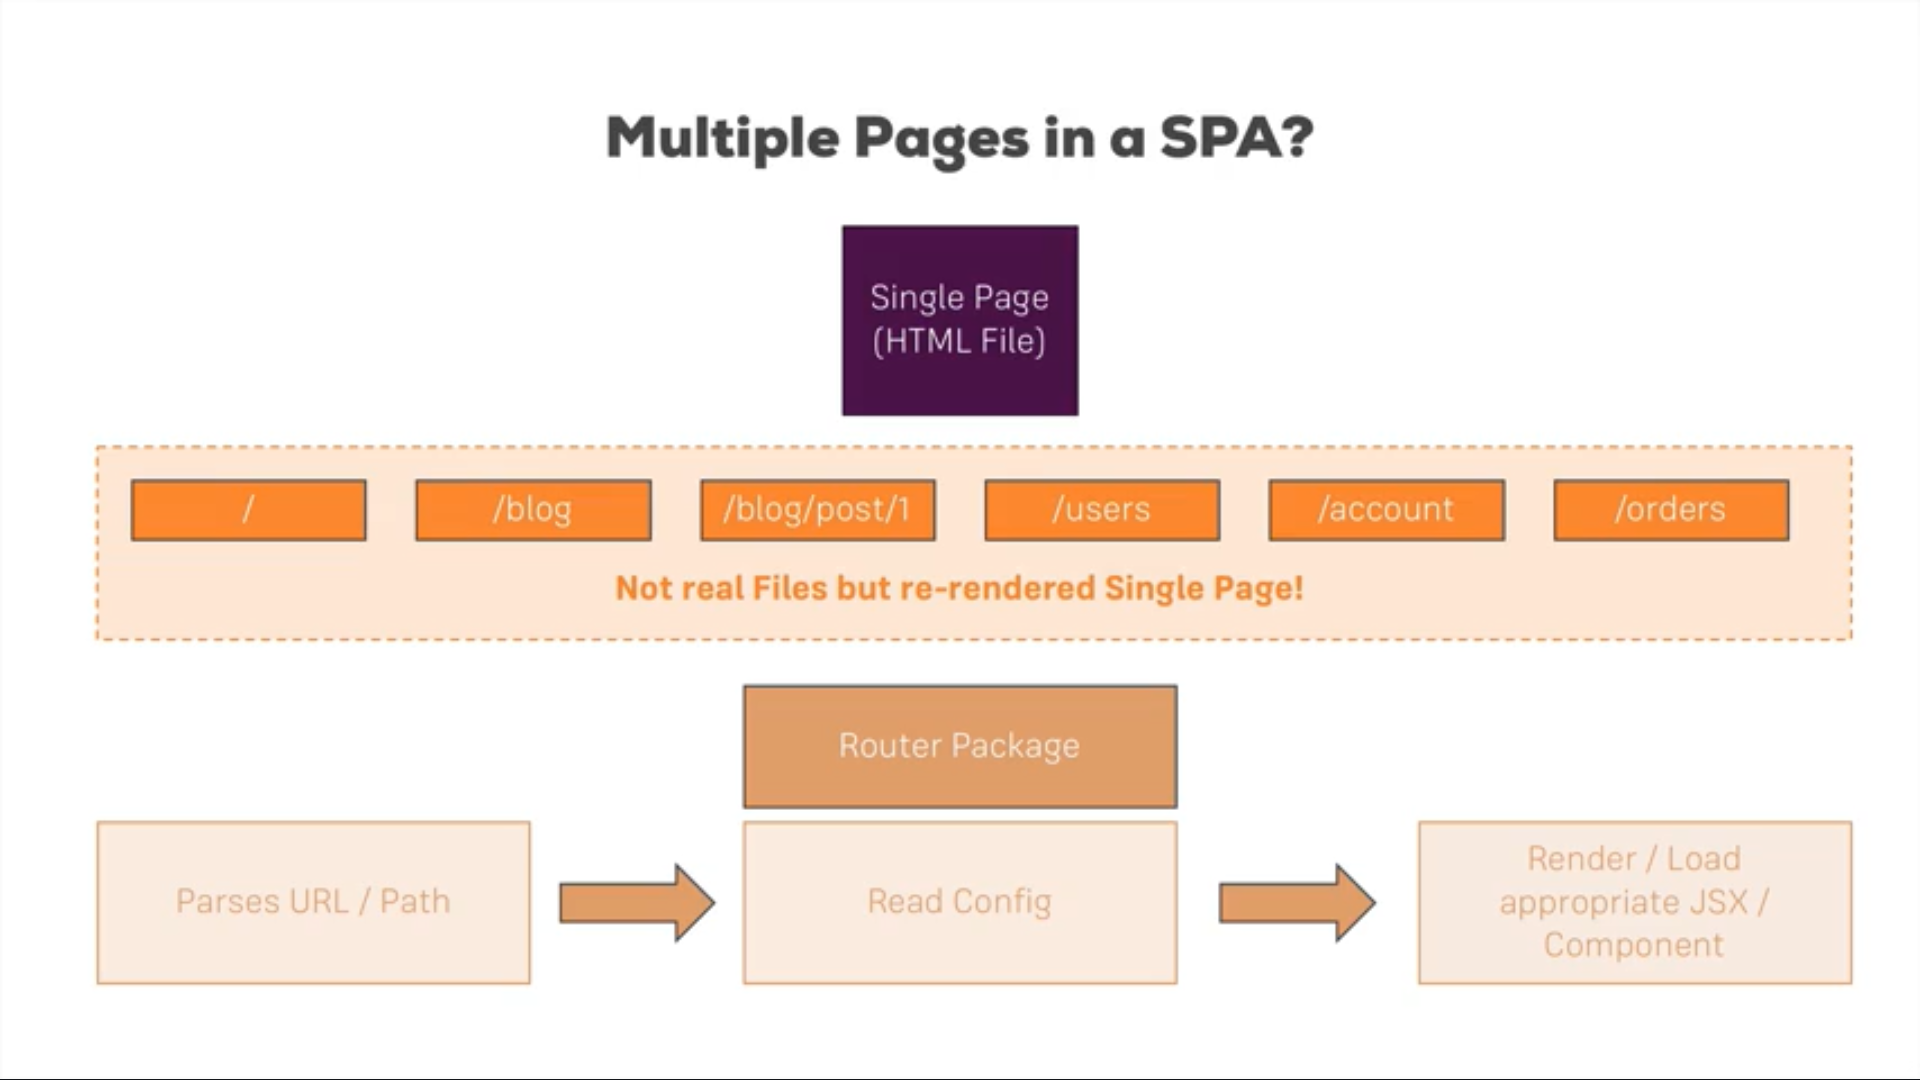 Multiple Pages in a SPA?
Single Page
(HTML File)
/
/blog
/blog/post/1
/users
/account
/orders
Not real Files but re-rendered Single Page!
Router Package
Parses URL / Path
Read Config
Render / Load
appropriate JSX /
Component